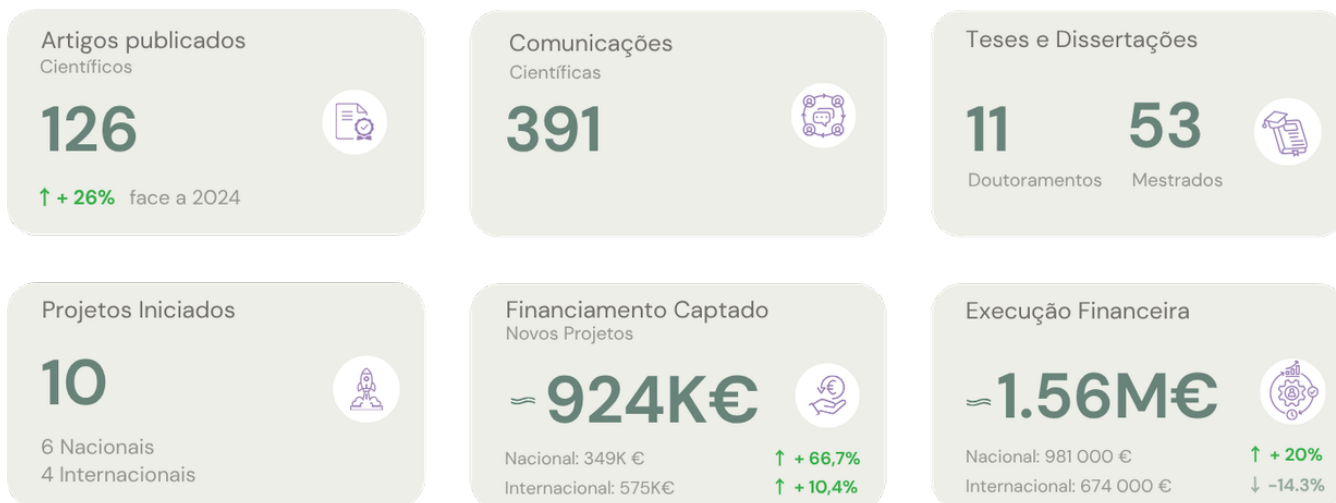 Artigos publicados
Científicos
126
↑ + 26% face a 2024
Comunicações
Científicas
391
Teses e Dissertações
11 53
Doutoramentos Mestrados
Projetos Iniciados
10
6 Nacionais
4 Internacionais
Financiamento Captado
Novos Projetos
≈ 924K€
Nacional: 349K € ↑ + 66,7%
Internacional: 575K€ ↑ + 10,4%
Execução Financeira
≈ 1.56M€
Nacional: 981 000 € ↑ + 20%
Internacional: 674 000 € ↓ -14.3%